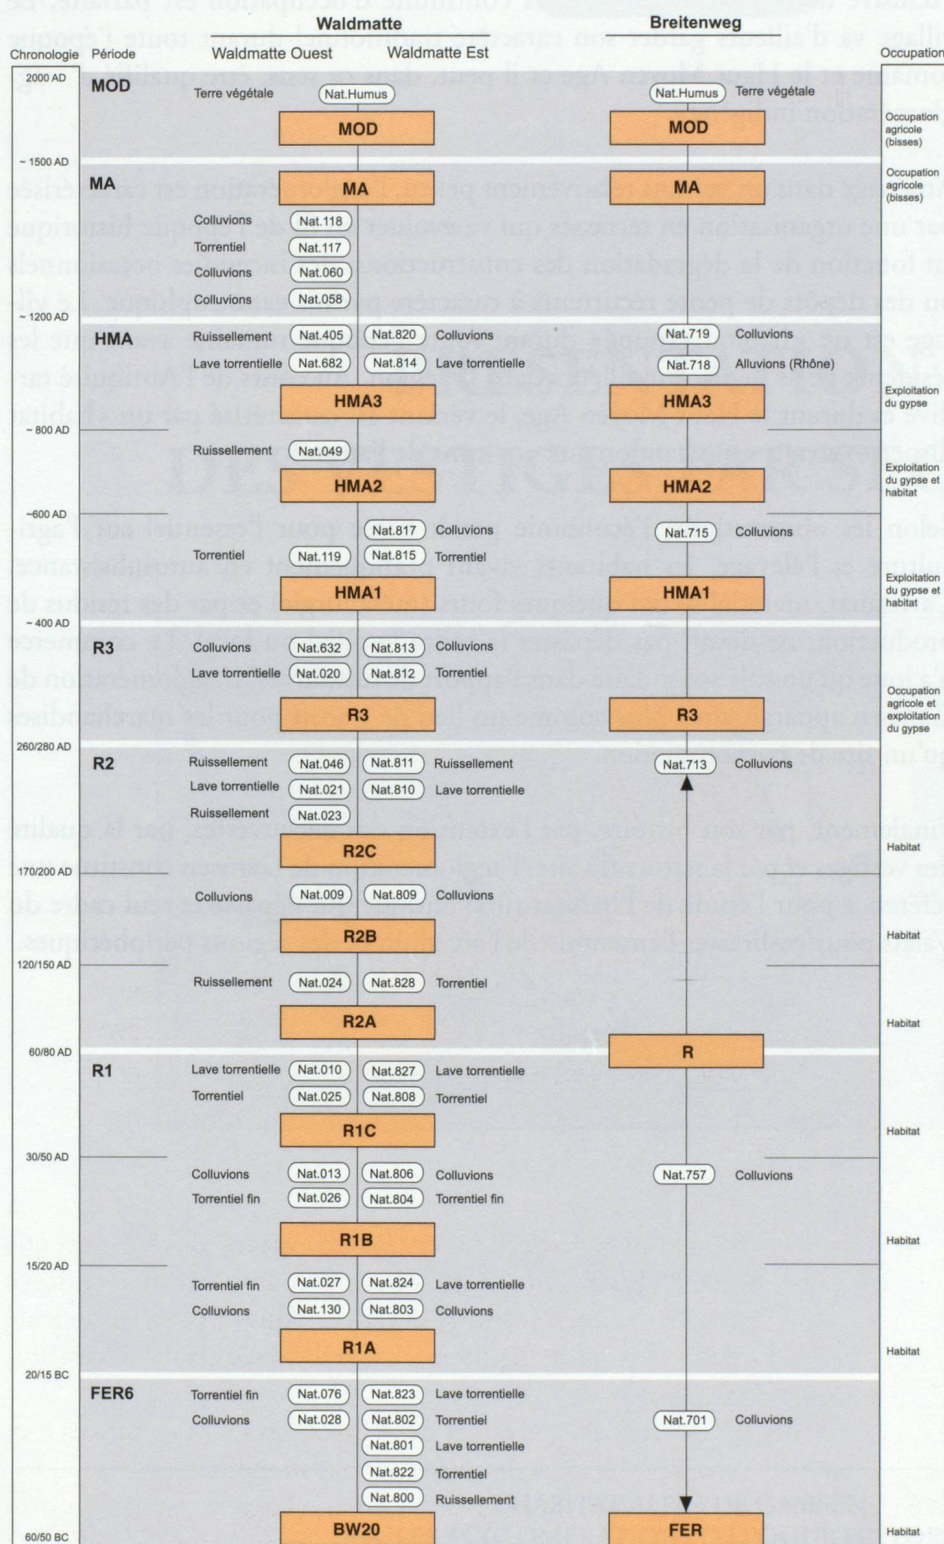 Waldmatte Breitenweg
Chronologie Période Waldmatte Ouest Waldmatte Est Occupation
2000 AD
MOD Terre végétale Nat.Humus Nat.Humus Terre végétale
MOD MOD Occupation
agricole
(bisses)
~ 1500 AD
MA MA MA Occupation
agricole
(bisses)
Colluvions Nat.118
Torrentiel Nat.117
Colluvions Nat.060
Colluvions Nat.058
~ 1200 AD
HMA Ruissellement Nat.405 Nat.820 Colluvions Nat.719 Colluvions
Lave torrentielle Nat.682 Nat.814 Lave torrentielle Nat.718 Alluvions (Rhône)
HMA3 HMA3 Exploitation
du gypse
~ 800 AD
Ruissellement Nat.049
HMA2 HMA2 Exploitation
du gypse et
habitat
~600 AD
Nat.817 Colluvions Nat.715 Colluvions
Torrentiel Nat.119 Nat.815 Torrentiel
HMA1 HMA1 Exploitation
du gypse et
habitat
~ 400 AD
R3 Colluvions Nat.632 Nat.813 Colluvions
Lave torrentielle Nat.020 Nat.812 Torrentiel
R3 R3 Occupation
agricole et
exploitation
du gypse
260/280 AD
R2 Ruissellement Nat.046 Nat.811 Ruissellement Nat.713 Colluvions
Lave torrentielle Nat.021 Nat.810 Lave torrentielle
Ruissellement Nat.023
R2C Habitat
170/200 AD
Colluvions Nat.009 Nat.809 Colluvions
R2B Habitat
120/150 AD
Ruissellement Nat.024 Nat.828 Torrentiel
R2A Habitat
60/80 AD R
R1 Lave torrentielle Nat.010 Nat.827 Lave torrentielle
Torrentiel Nat.025 Nat.808 Torrentiel
R1C Habitat
30/50 AD
Colluvions Nat.013 Nat.806 Colluvions Nat.757 Colluvions
Torrentiel fin Nat.026 Nat.804 Torrentiel fin
R1B Habitat
15/20 AD
Torrentiel fin Nat.027 Nat.824 Lave torrentielle
Colluvions Nat.130 Nat.803 Colluvions
R1A Habitat
20/15 BC
FER6 Torrentiel fin Nat.076 Nat.823 Lave torrentielle
Colluvions Nat.028 Nat.802 Torrentiel Nat.701 Colluvions
Nat.801 Lave torrentielle
Nat.822 Torrentiel
Nat.800 Ruissellement
60/50 BC BW20 FER Habitat